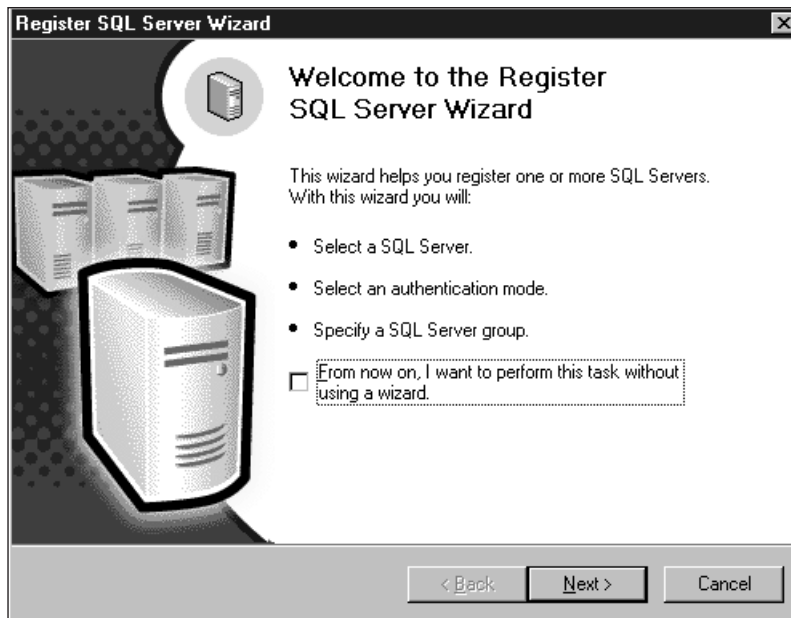 Register SQL Server Wizard
Welcome to the Register
SQL Server Wizard
This wizard helps you register one or more SQL Servers.
With this wizard you will:
• Select a SQL Server.
• Select an authentication mode.
• Specify a SQL Server group.
From now on, I want to perform this task without
using a wizard.
< Back
Next >
Cancel